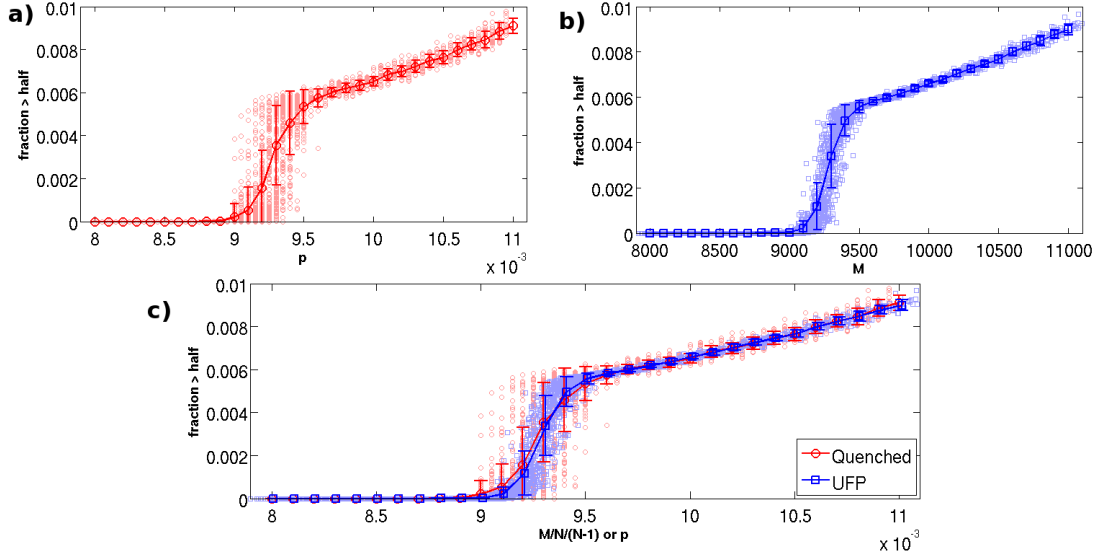 a)
0.01
0.008
0.006
0.004
0.002
0
fraction > half
8 8.5 9 9.5 10 10.5 11
p
x 10⁻³
b)
0.01
0.008
0.006
0.004
0.002
0
fraction > half
8000 8500 9000 9500 10000 10500 11000
M
c)
0.01
0.008
0.006
0.004
0.002
0
fraction > half
8 8.5 9 9.5 10 10.5 11
M/N/(N-1) or p
x 10⁻³
Quenched
UFP